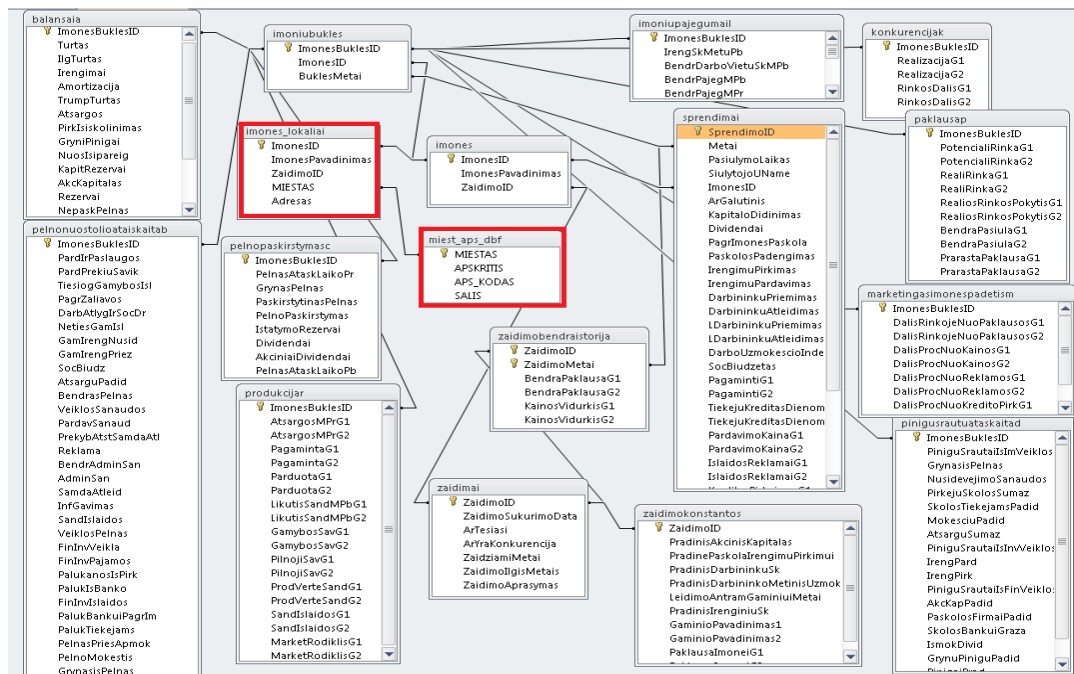 balansaia
ImonesBuklesID
Turtas
IlgTurtas
Irengimai
Amortizacija
TrumpTurtas
Atsargos
PirkIsiskolinimas
GryniPinigai
NuosIsipareig
KapitRezervai
AkcKapitalas
Rezervai
NepaskPelnas
pelnonuostolioataiskaitab
ImonesBuklesID
PardIrPaslaugos
PardPrekiuSavik
TiesiogGamybosIsl
PagrZaliavos
DarbAtlygIrSocDr
NetiesGamIsl
GamIrengNusid
GamIrengPriez
SocBiudz
AtsarguPadid
BendrasPelnas
VeiklosSanaudos
PardavSanaud
PrekybAtstSamdaAtl
Reklama
BendrAdminSan
AdminSan
SamdaAtleid
InfGavimas
SandIslaidos
VeiklosPelnas
FinInvVeikla
FinInvPajamos
PalukanosIsPirk
PalukIsBanko
FinInvIslaidos
PalukBankuiPagrIm
PalukTiekejams
PelnasPriesApmok
PelnoMokestis
GrynasisPelnas
imoniubukles
ImonesBuklesID
ImonesID
BuklesMetai
imones_lokaliai
ImonesID
ImonesPavadinimas
ZaidimoID
MIESTAS
Adresas
pelnopaskirstymasc
ImonesBuklesID
PelnasAtaskLaikoPr
GrynasPelnas
PaskirstytinasPelnas
PelnoPaskirstymas
IstatymoRezervai
Dividendai
AkciniaiDividendai
PelnasAtaskLaikoPb
produkcijar
ImonesBuklesID
AtsargosMPrG1
AtsargosMPrG2
PagamintaG1
PagamintaG2
ParduotaG1
ParduotaG2
LikutisSandMPbG1
LikutisSandMPbG2
GamybosSavG1
GamybosSavG2
PilnojiSavG1
PilnojiSavG2
ProdVerteSandG1
ProdVerteSandG2
SandIslaidosG1
SandIslaidosG2
MarketRodiklisG1
MarketRodiklisG2
imones
ImonesID
ImonesPavadinimas
ZaidimoID
miest_aps_dbf
MIESTAS
APSKRITIS
APS_KODAS
SALIS
zaidimobendraistorija
ZaidimoID
ZaidimoMetai
BendraPaklausaG1
BendraPaklausaG2
KainosVidurkisG1
KainosVidurkisG2
zaidimai
ZaidimoID
ZaidimoSukurimoData
ArTesiasi
ArYraKonkurencija
ZaidziamiMetai
ZaidimoIlgisMetais
ZaidimoAprasymas
imoniupajegumail
ImonesBuklesID
IrengSkMetuPb
BendrDarboVietuSkMPb
BendrPajegMPb
BendrPajegMPr
sprendimai
SprendimoID
Metai
PasiulymoLaikas
SiulytojoUName
ImonesID
ArGalutinis
KapitaloDidinimas
Dividendai
PagrImonesPaskola
PaskolosPadengimas
IrengimuPirkimas
IrengimuPardavimas
DarbininkuPriemimas
DarbininkuAtleidimas
LDarbininkuPriemimas
LDarbininkuAtleidimas
DarboUzmokescioInde
SocBiudzetas
PagamintiG1
PagamintiG2
TiekejuKreditasDienom
TiekejuKreditasDienom
PardavimoKainaG1
PardavimoKainaG2
IslaidosReklamaiG1
IslaidosReklamaiG2
zaidimokonstantos
ZaidimoID
PradinisAkcinisKapitalas
PradinePaskolaIrengimuPirkimui
PradinisDarbininkuSk
PradinisDarbininkoMetinisUzmok
LeidimoAntramGaminiuiMetai
PradinisIrenginiuSk
GaminioPavadinimas1
GaminioPavadinimas2
PaklausaImoneiG1
konkurencijak
ImonesBuklesID
RealizacijaG1
RealizacijaG2
RinkosDalisG1
RinkosDalisG2
paklausap
ImonesBuklesID
PotencialiRinkaG1
PotencialiRinkaG2
RealiRinkaG1
RealiRinkaG2
RealiosRinkosPokytisG1
RealiosRinkosPokytisG2
BendraPasiulaG1
BendraPasiulaG2
PrarastaPaklausaG1
PrarastaPaklausaG2
marketingasimonespadetism
ImonesBuklesID
DalisRinkojeNuoPaklausosG1
DalisRinkojeNuoPaklausosG2
DalisProcNuoKainosG1
DalisProcNuoKainosG2
DalisProcNuoReklamosG1
DalisProcNuoReklamosG2
DalisProcNuoKreditoPirkG1
pinigusrautuataskaitad
ImonesBuklesID
PiniguSrautaiIsImVeiklos
GrynasisPelnas
NusidevejimoSanaudos
PirkejuSkolosSumaz
SkolosTiekejamsPadid
MokesciuPadid
AtsarguSumaz
PiniguSrautaiIsInvVeiklos
IrengPard
IrengPirk
PiniguSrautaiIsFinVeiklo:
AkcKapPadid
PaskolosFirmaiPadid
SkolosBankuiGraza
IsmokDivid
GrynuPiniguPadid